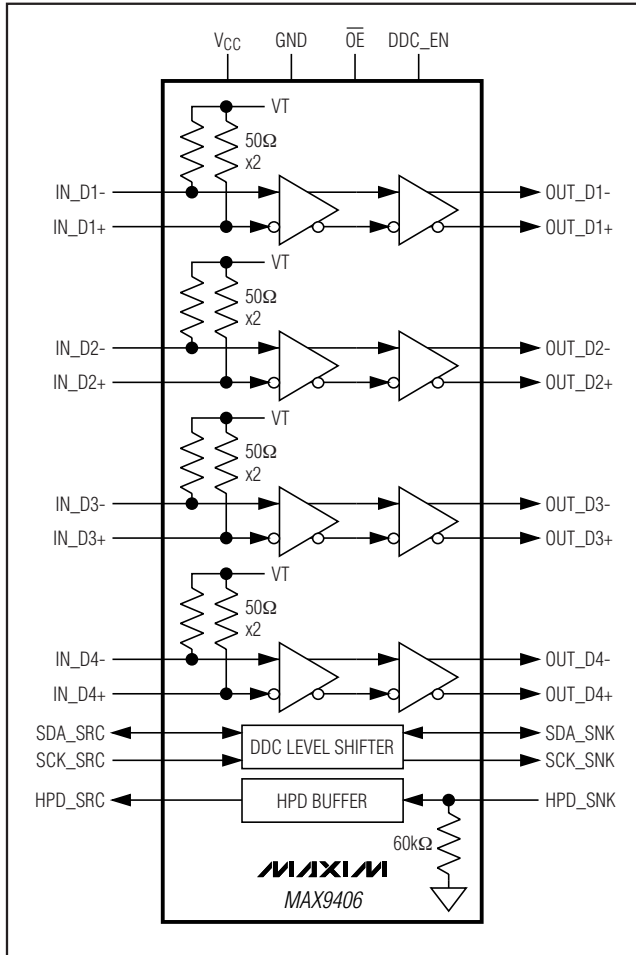 VCC GND O̅E̅ DDC_EN
VT
50Ω
x2
IN_D1- OUT_D1-
IN_D1+ OUT_D1+
VT
50Ω
x2
IN_D2- OUT_D2-
IN_D2+ OUT_D2+
VT
50Ω
x2
IN_D3- OUT_D3-
IN_D3+ OUT_D3+
VT
50Ω
x2
IN_D4- OUT_D4-
IN_D4+ OUT_D4+
SDA_SRC DDC LEVEL SHIFTER SDA_SNK
SCK_SRC SCK_SNK
HPD_SRC HPD BUFFER HPD_SNK
60kΩ
MAXIM
MAX9406